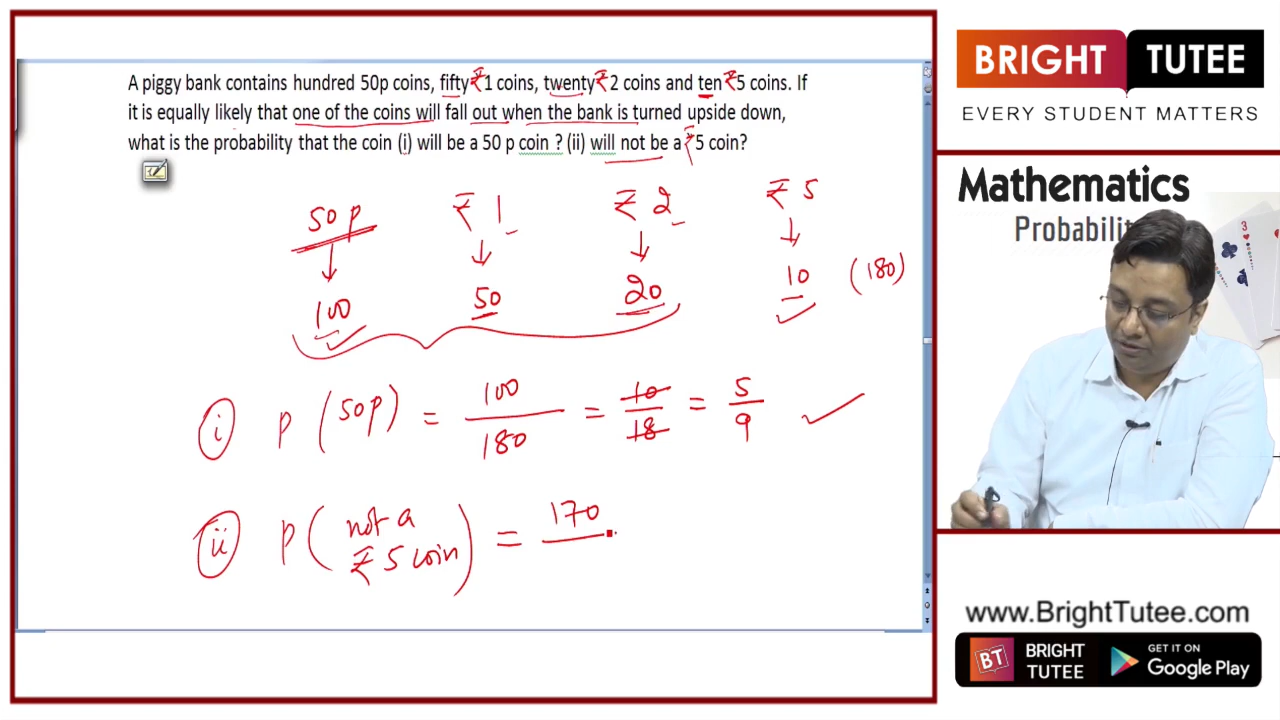 A piggy bank contains hundred 50p coins, fifty ₹1 coins, twenty ₹2 coins and ten ₹5 coins. If
it is equally likely that one of the coins will fall out when the bank is turned upside down,
what is the probability that the coin (i) will be a 50 p coin ? (ii) will not be a ₹5 coin?
50 p ₹ 1 ₹ 2 ₹ 5
100 50 20 10 (180)
(i) P (50p) = 100/180 = 10/18 = 5/9
(ii) P ( not a
₹ 5 coin ) = 170
BRIGHT TUTEE
EVERY STUDENT MATTERS
Mathematics
Probabilit
3
www.BrightTutee.com
BT BRIGHT
TUTEE
GET IT ON
Google Play